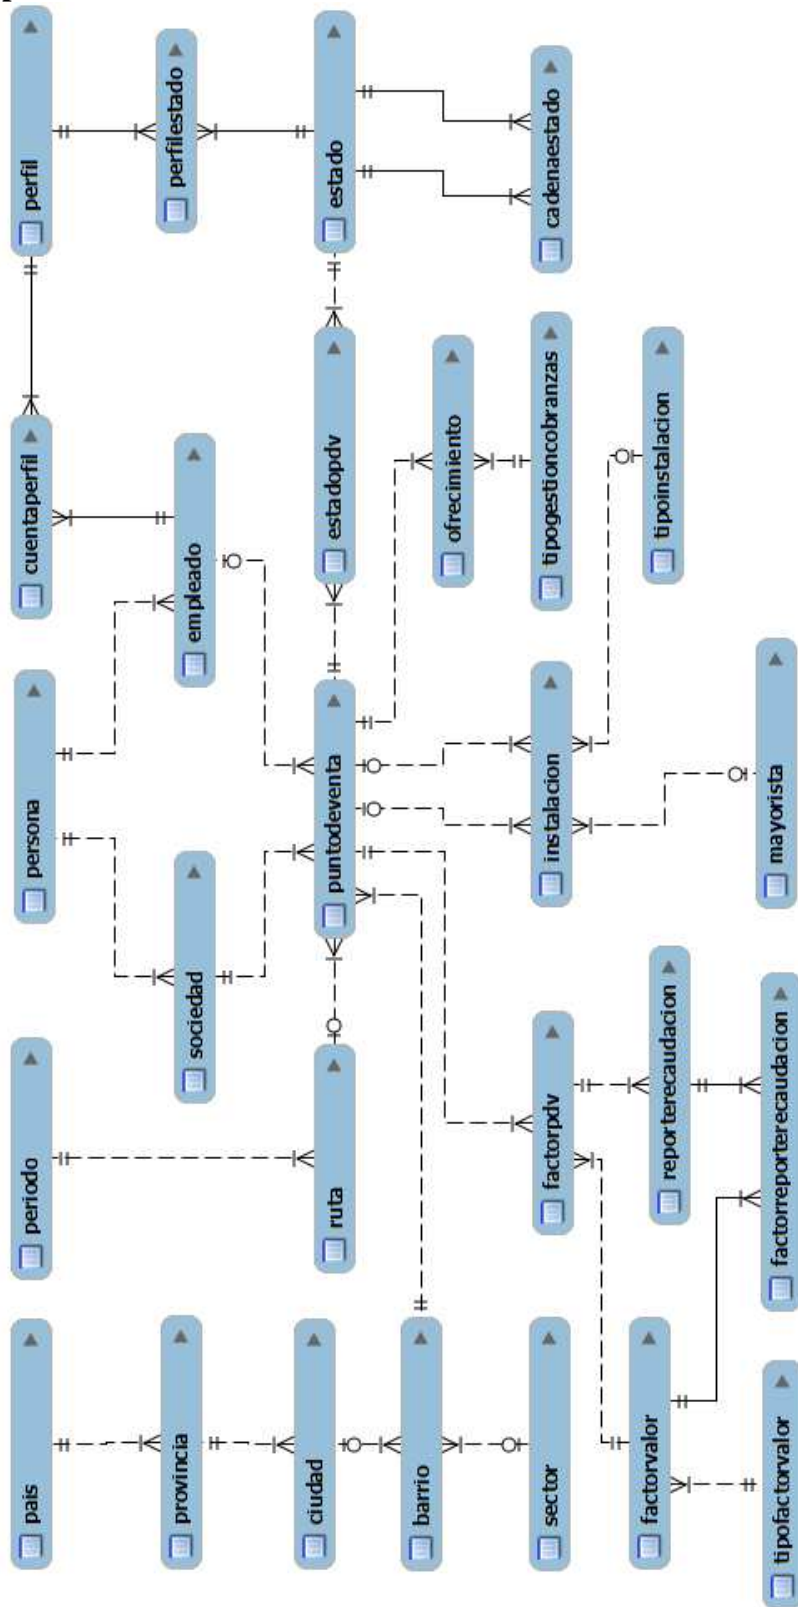 pais
periodo
persona
cuentaperfil
perfil
provincia
sociedad
empleado
perfilestado
ciudad
ruta
puntodeventa
estadopdv
estado
barrio
ofrecimiento
sector
factorpdv
instalacion
tipogestioncobranzas
cadenaestado
factorvalor
reporterecaudacion
tipoinstalacion
tipofactorvalor
factorreporterecaudacion
mayorista